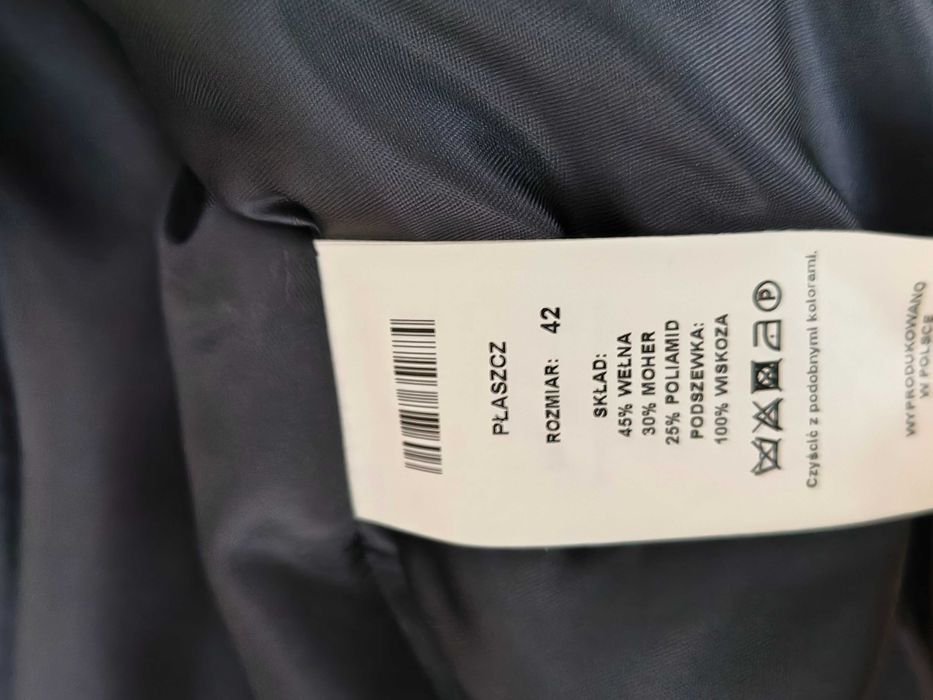 PŁASZCZ
ROZMIAR: 42
SKŁAD:
45% WEŁNA
30% MOHER
25% POLIAMID
PODSZEWKA:
100% WISKOZA
P
Czyścić z podobnymi kolorami.
WYPRODUKOWANO
W POLSCE